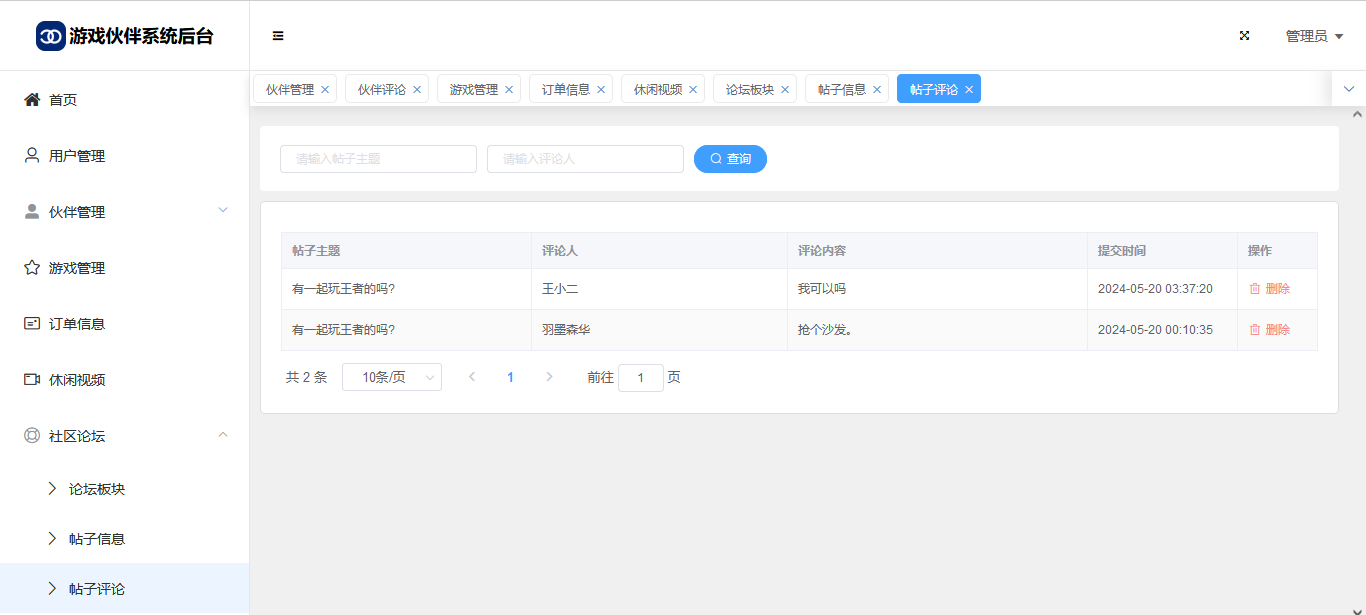 游戏伙伴系统后台
管理员
首页
用户管理
伙伴管理
游戏管理
订单信息
休闲视频
社区论坛
论坛板块
帖子信息
帖子评论
伙伴管理 伙伴评论 游戏管理 订单信息 休闲视频 论坛板块 帖子信息 帖子评论
请输入帖子主题 请输入评论人 查询
帖子主题 评论人 评论内容 提交时间 操作
有一起玩王者的吗? 王小二 我可以吗 2024-05-20 03:37:20 删除
有一起玩王者的吗? 羽墨森华 抢个沙发。 2024-05-20 00:10:35 删除
共 2 条 10条/页 1 前往 1 页